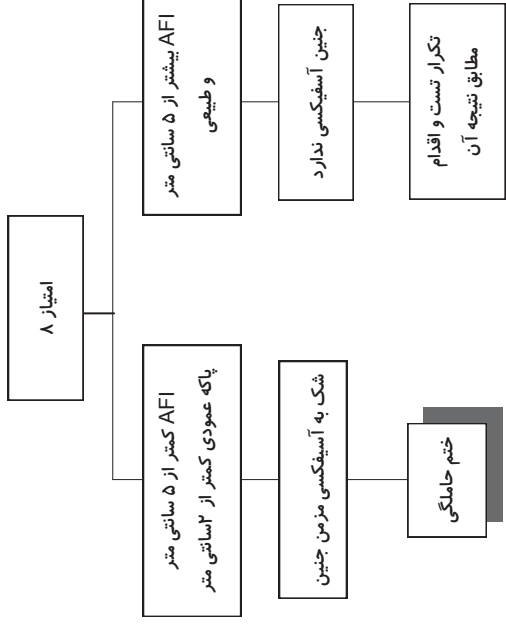 امتیاز ۸
AFI بیشتر از ۵ سانتی متر
و طبیعی
جنین آسفیکسی ندارد
تکرار تست و اقدام
مطابق نتیجه آن
AFI کمتر از ۵ سانتی متر
پاکه عمودی کمتر از ۲سانتی متر
شک به آسیفکسی مزمن جنین
ختم حاملگی